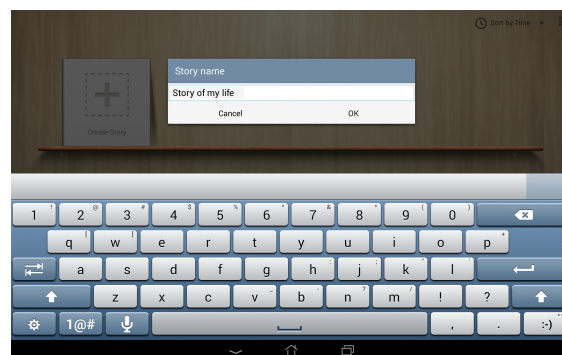 Sort by Time
Story name
Story of my life
Cancel OK
Create Story
1 ! 2 @ 3 # 4 $ 5 % 6 ^ 7 & 8 * 9 ( 0 )
q [ w ] e r t y u i o p +
a s d f g h : j ; k " l '
z x c v - b n ? m / ! ?
1@# , . :-)